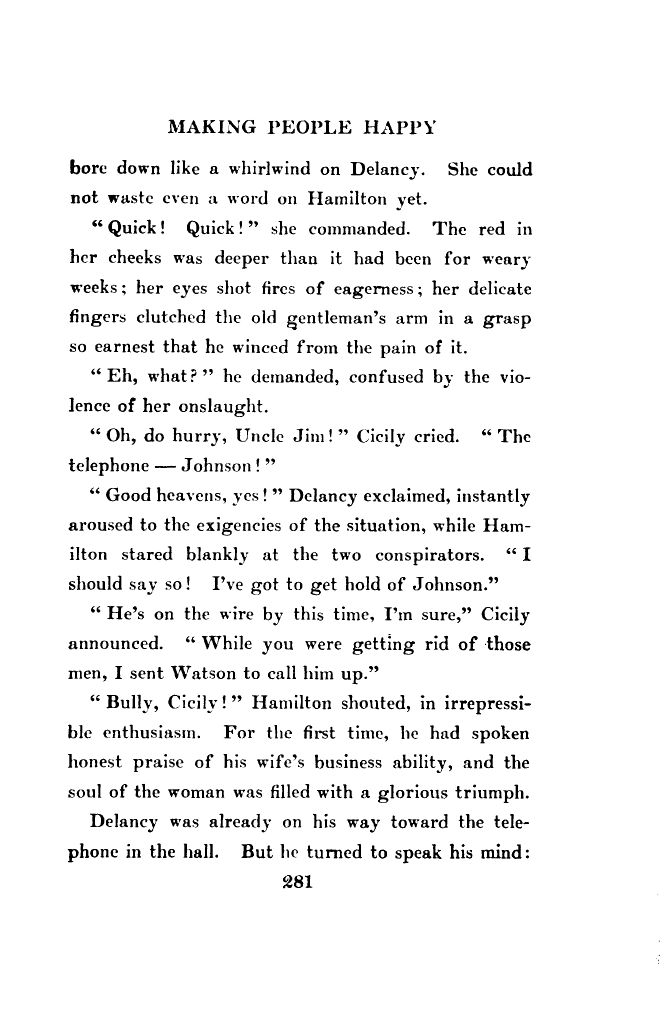 MAKING PEOPLE HAPPY
bore down like a whirlwind on Delancy. She could
not waste even a word on Hamilton yet.
“Quick! Quick!” she commanded. The red in
her cheeks was deeper than it had been for weary
weeks; her eyes shot fires of eagerness; her delicate
fingers clutched the old gentleman’s arm in a grasp
so earnest that he winced from the pain of it.
“Eh, what?” he demanded, confused by the vio-
lence of her onslaught.
“Oh, do hurry, Uncle Jim!” Cicily cried. “The
telephone — Johnson!”
“Good heavens, yes!” Delancy exclaimed, instantly
aroused to the exigencies of the situation, while Ham-
ilton stared blankly at the two conspirators. “I
should say so! I’ve got to get hold of Johnson.”
“He’s on the wire by this time, I’m sure,” Cicily
announced. “While you were getting rid of those
men, I sent Watson to call him up.”
“Bully, Cicily!” Hamilton shouted, in irrepressi-
ble enthusiasm. For the first time, he had spoken
honest praise of his wife’s business ability, and the
soul of the woman was filled with a glorious triumph.
Delancy was already on his way toward the tele-
phone in the hall. But he turned to speak his mind:
281